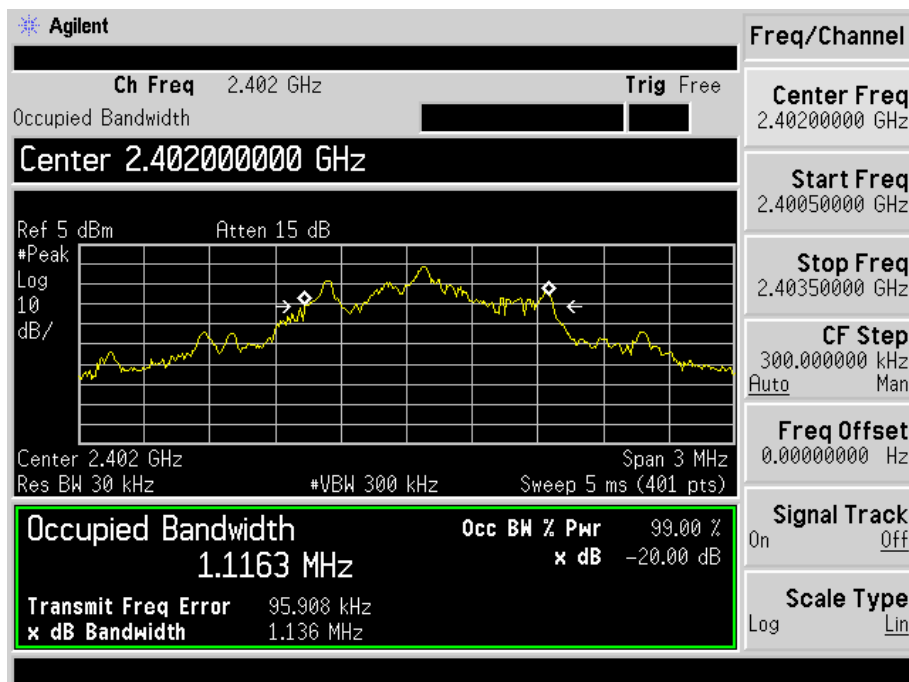 Agilent
Freq/Channel
Ch Freq 2.402 GHz Trig Free
Occupied Bandwidth
Center 2.402000000 GHz
Ref 5 dBm Atten 15 dB
#Peak
Log
10
dB/
Center 2.402 GHz Span 3 MHz
Res BW 30 kHz #VBW 300 kHz Sweep 5 ms (401 pts)
Occupied Bandwidth
1.1163 MHz
Occ BW % Pwr 99.00 %
x dB -20.00 dB
Transmit Freq Error 95.908 kHz
x dB Bandwidth 1.136 MHz
Center Freq
2.40200000 GHz
Start Freq
2.40050000 GHz
Stop Freq
2.40350000 GHz
CF Step
300.000000 kHz
Auto Man
Freq Offset
0.00000000 Hz
Signal Track
On Off
Scale Type
Log Lin